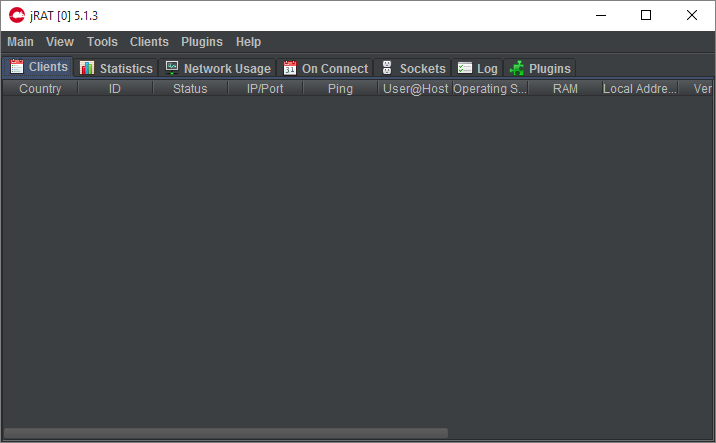 jRAT [0] 5.1.3
Main View Tools Clients Plugins Help
Clients Statistics Network Usage 31 On Connect Sockets Log Plugins
Country ID Status IP/Port Ping User@Host Operating S... RAM Local Addre... Ver